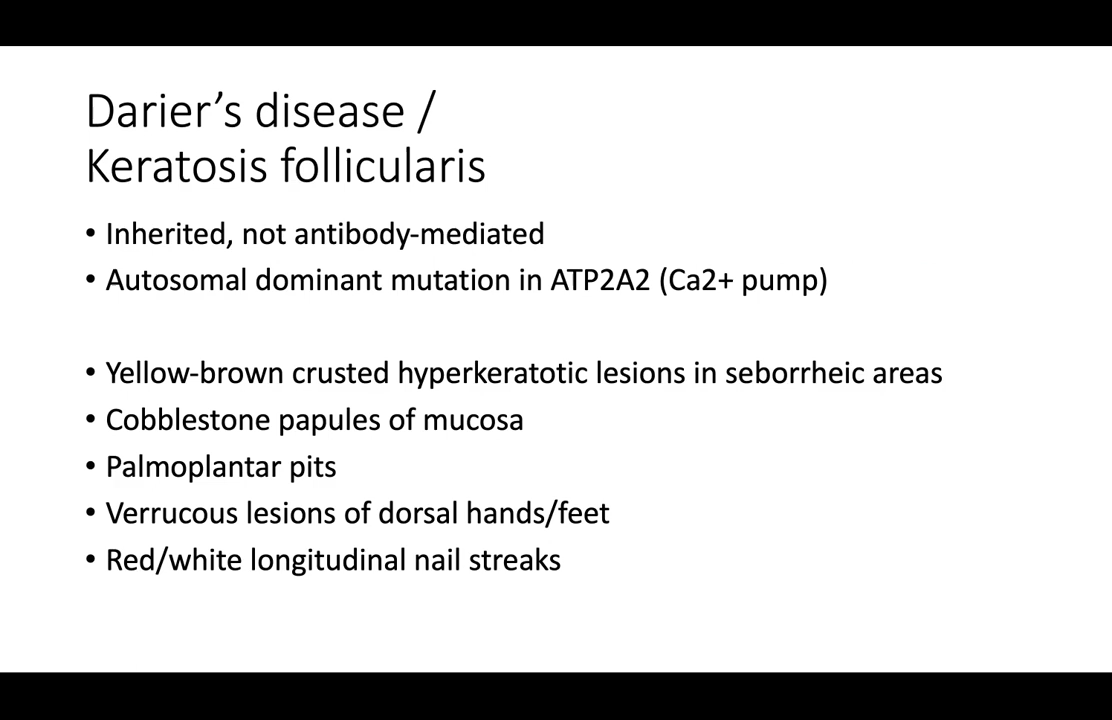 Darier’s disease /
Keratosis follicularis
• Inherited, not antibody-mediated
• Autosomal dominant mutation in ATP2A2 (Ca2+ pump)
• Yellow-brown crusted hyperkeratotic lesions in seborrheic areas
• Cobblestone papules of mucosa
• Palmoplantar pits
• Verrucous lesions of dorsal hands/feet
• Red/white longitudinal nail streaks